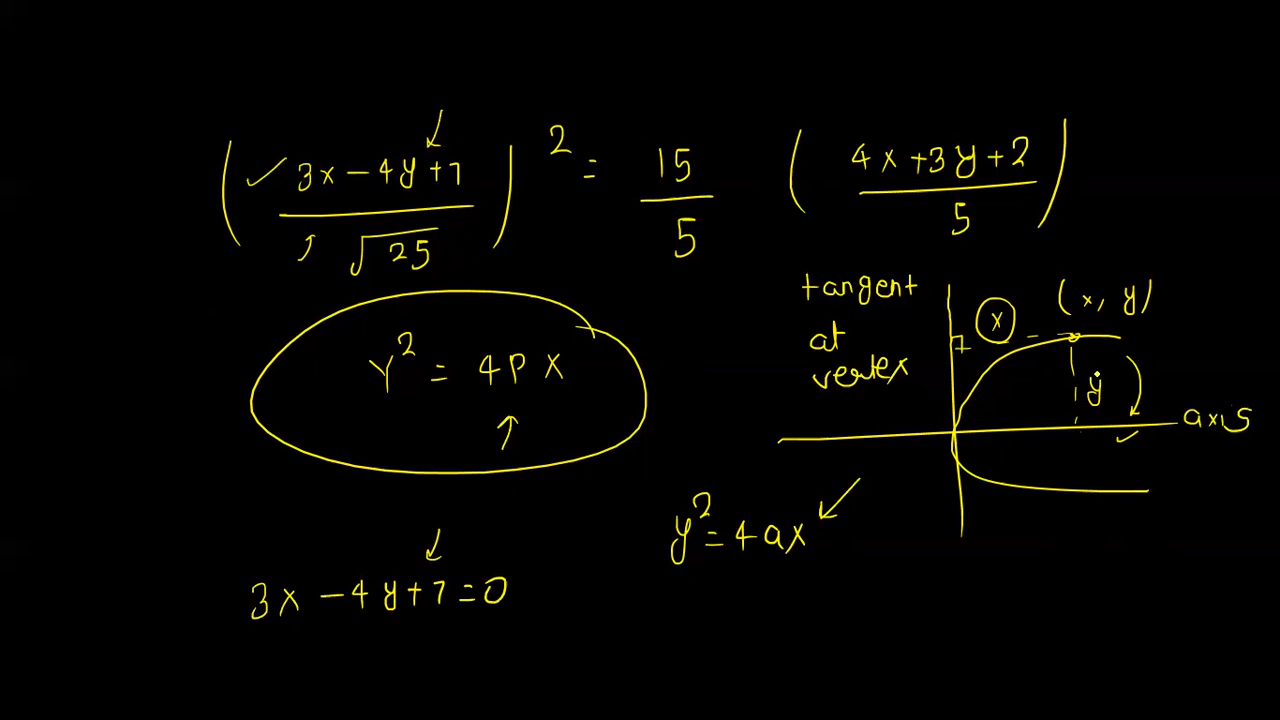 (✓ 3x - 4y + 7 / √25)² = 15/5 (4x + 3y + 2 / 5)
tangent
at
vertex
x
(x, y)
y
axis
Y² = 4PX
y² = 4ax
3x - 4y + 7 = 0